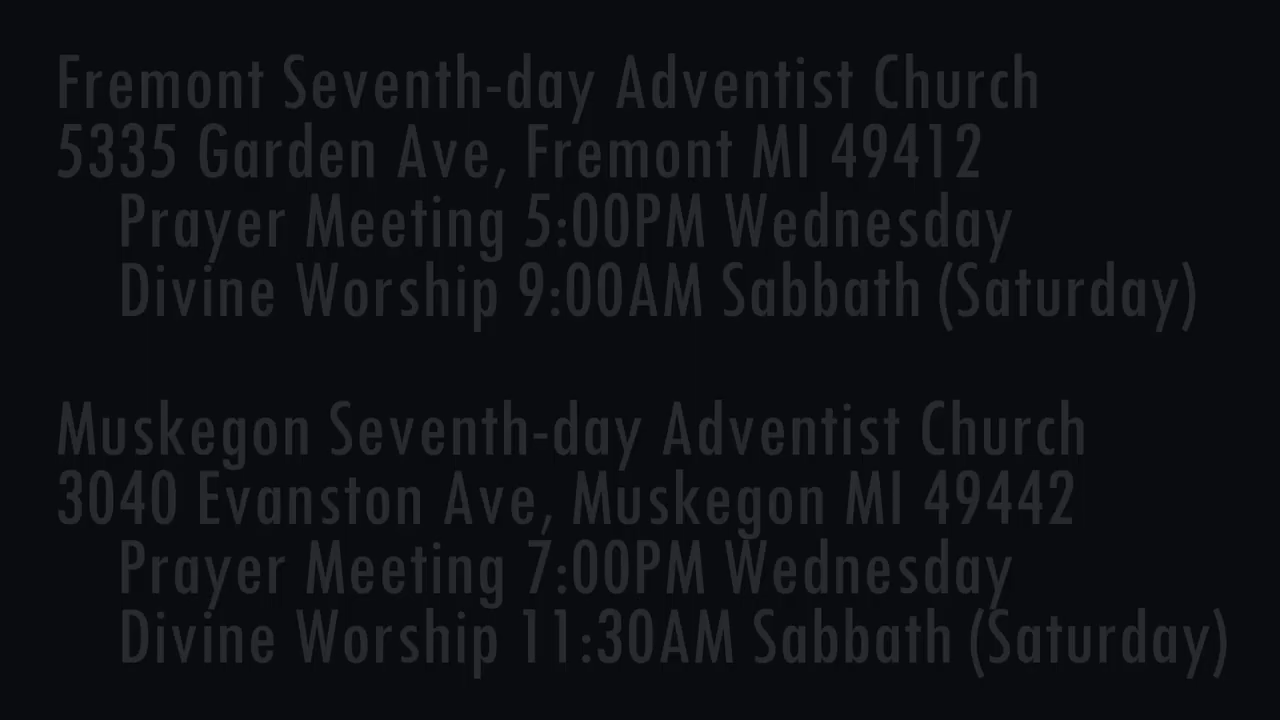 Fremont Seventh-day Adventist Church
5335 Garden Ave, Fremont MI 49412
Prayer Meeting 5:00PM Wednesday
Divine Worship 9:00AM Sabbath (Saturday)
Muskegon Seventh-day Adventist Church
3040 Evanston Ave, Muskegon MI 49442
Prayer Meeting 7:00PM Wednesday
Divine Worship 11:30AM Sabbath (Saturday)